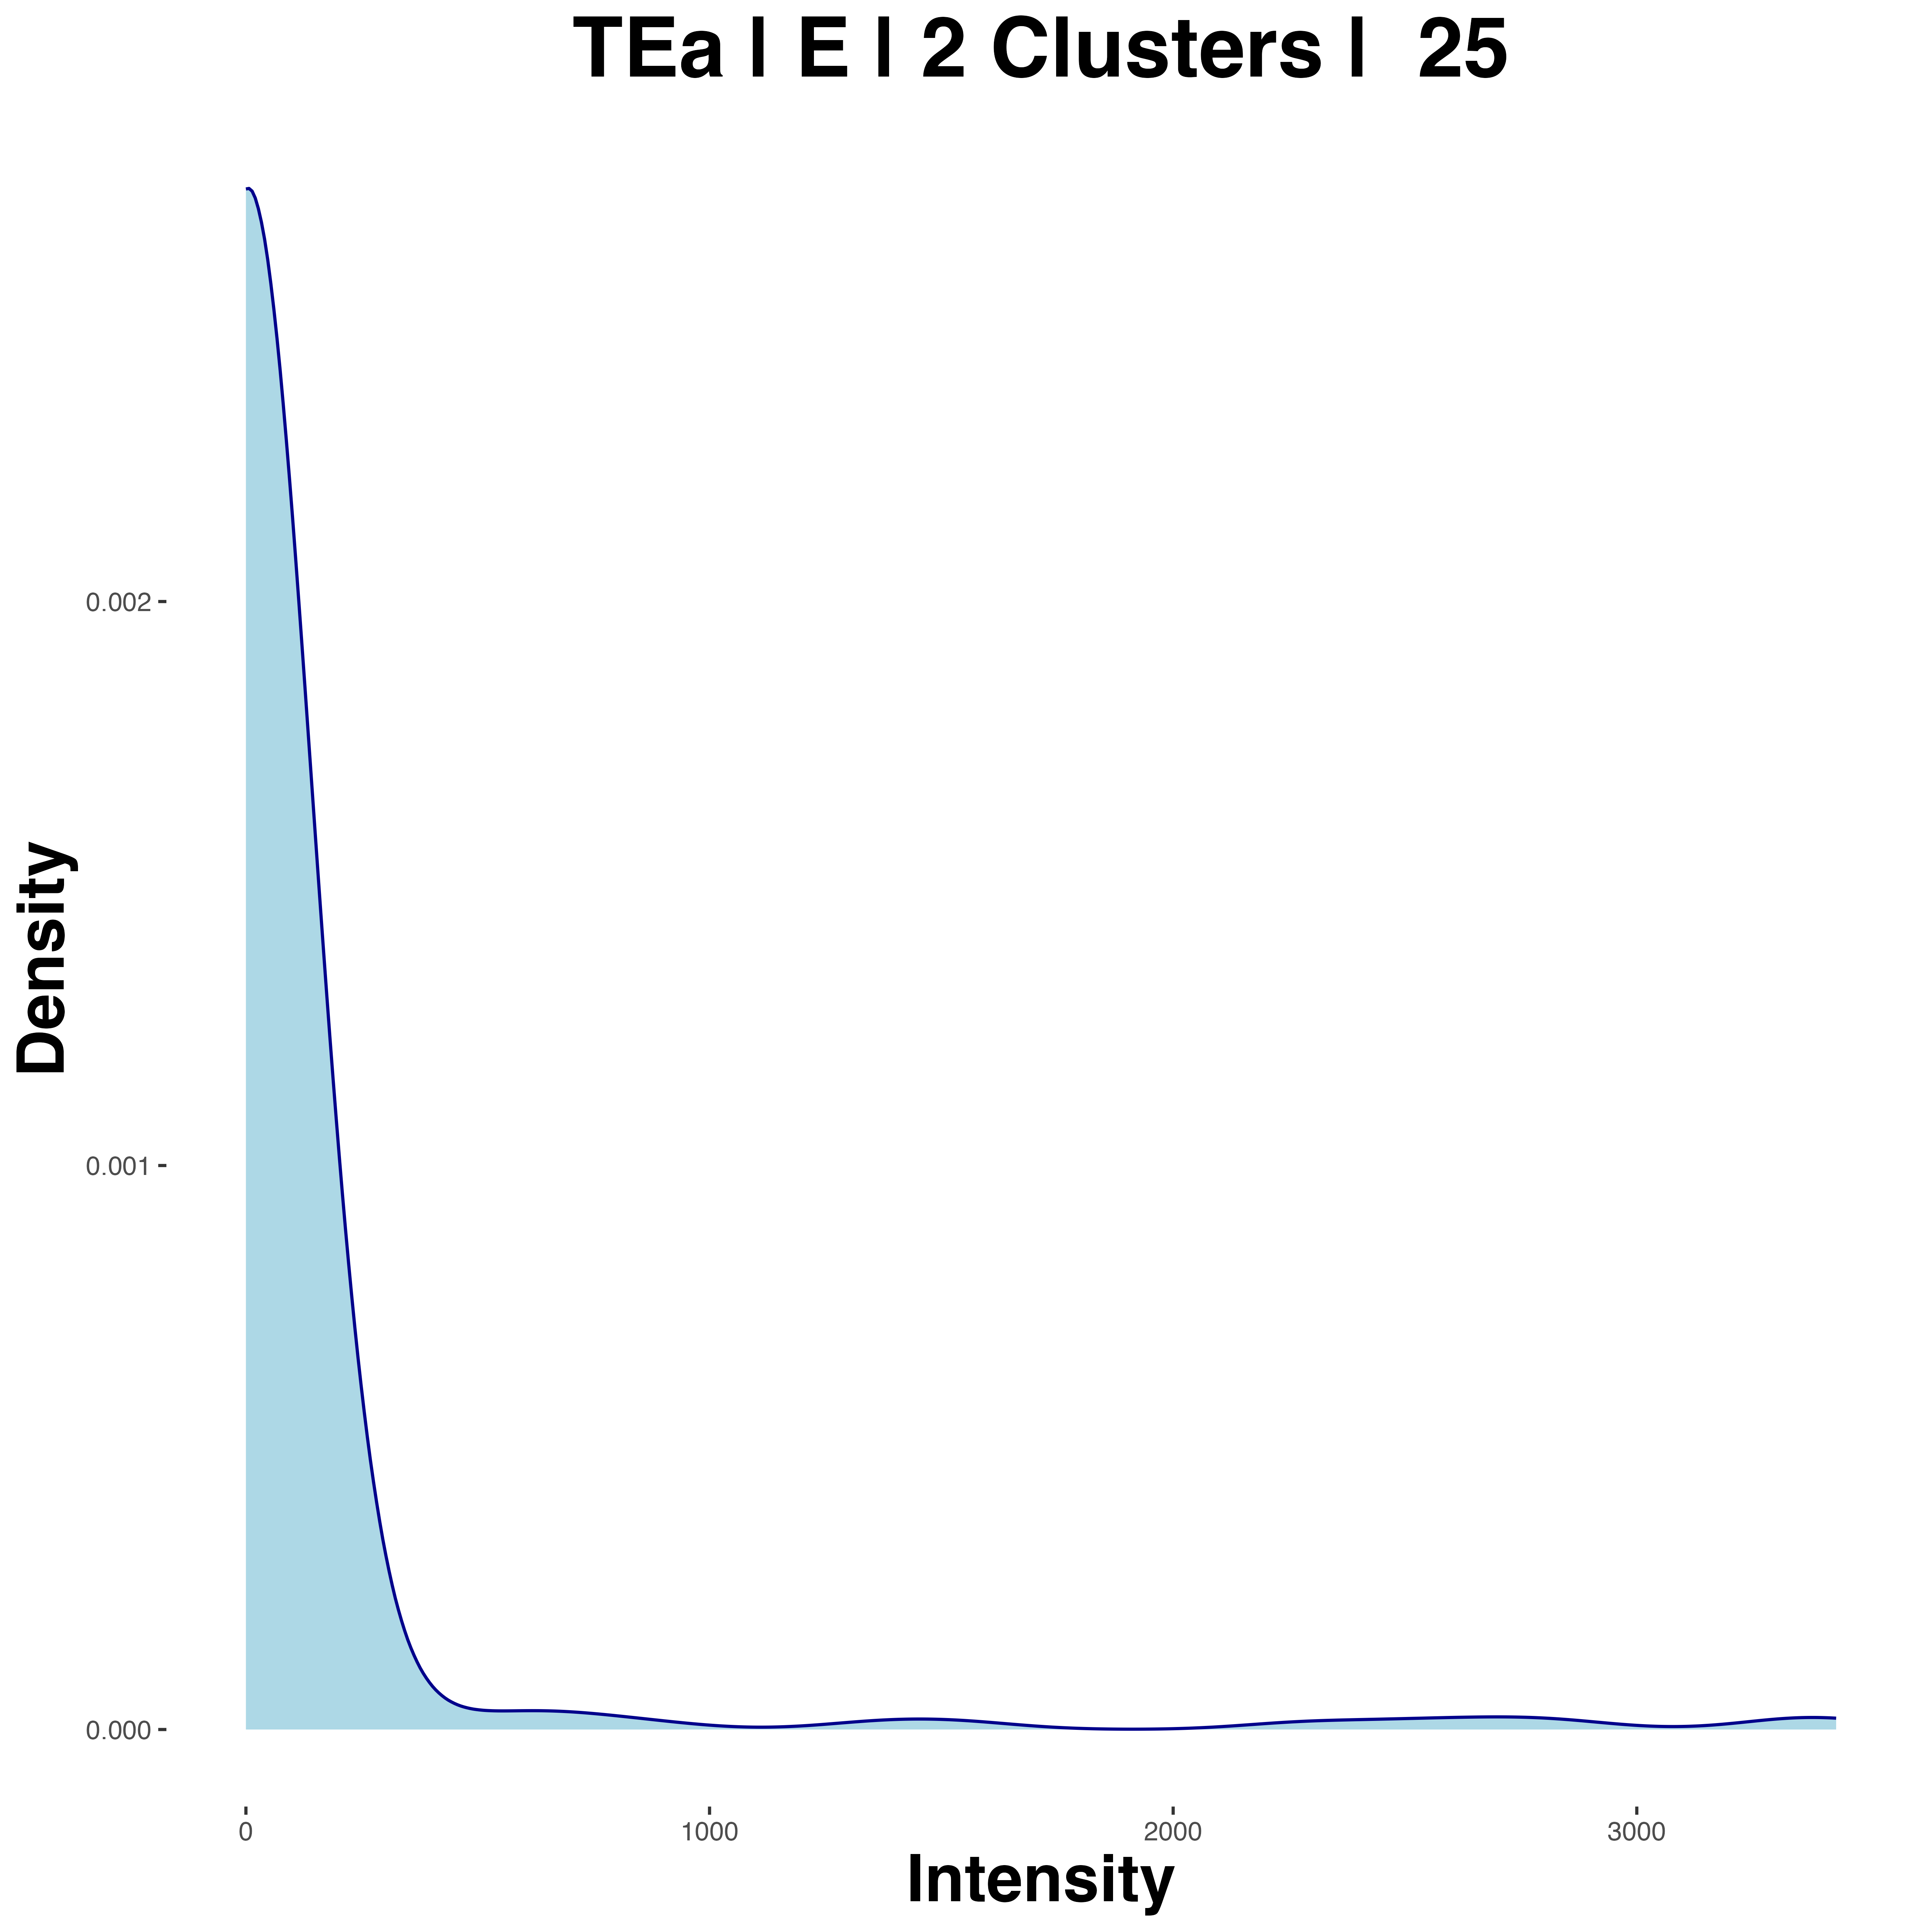 TEa | E | 2 Clusters | 25
Density
0.002
0.001
0.000
0 1000 2000 3000
Intensity